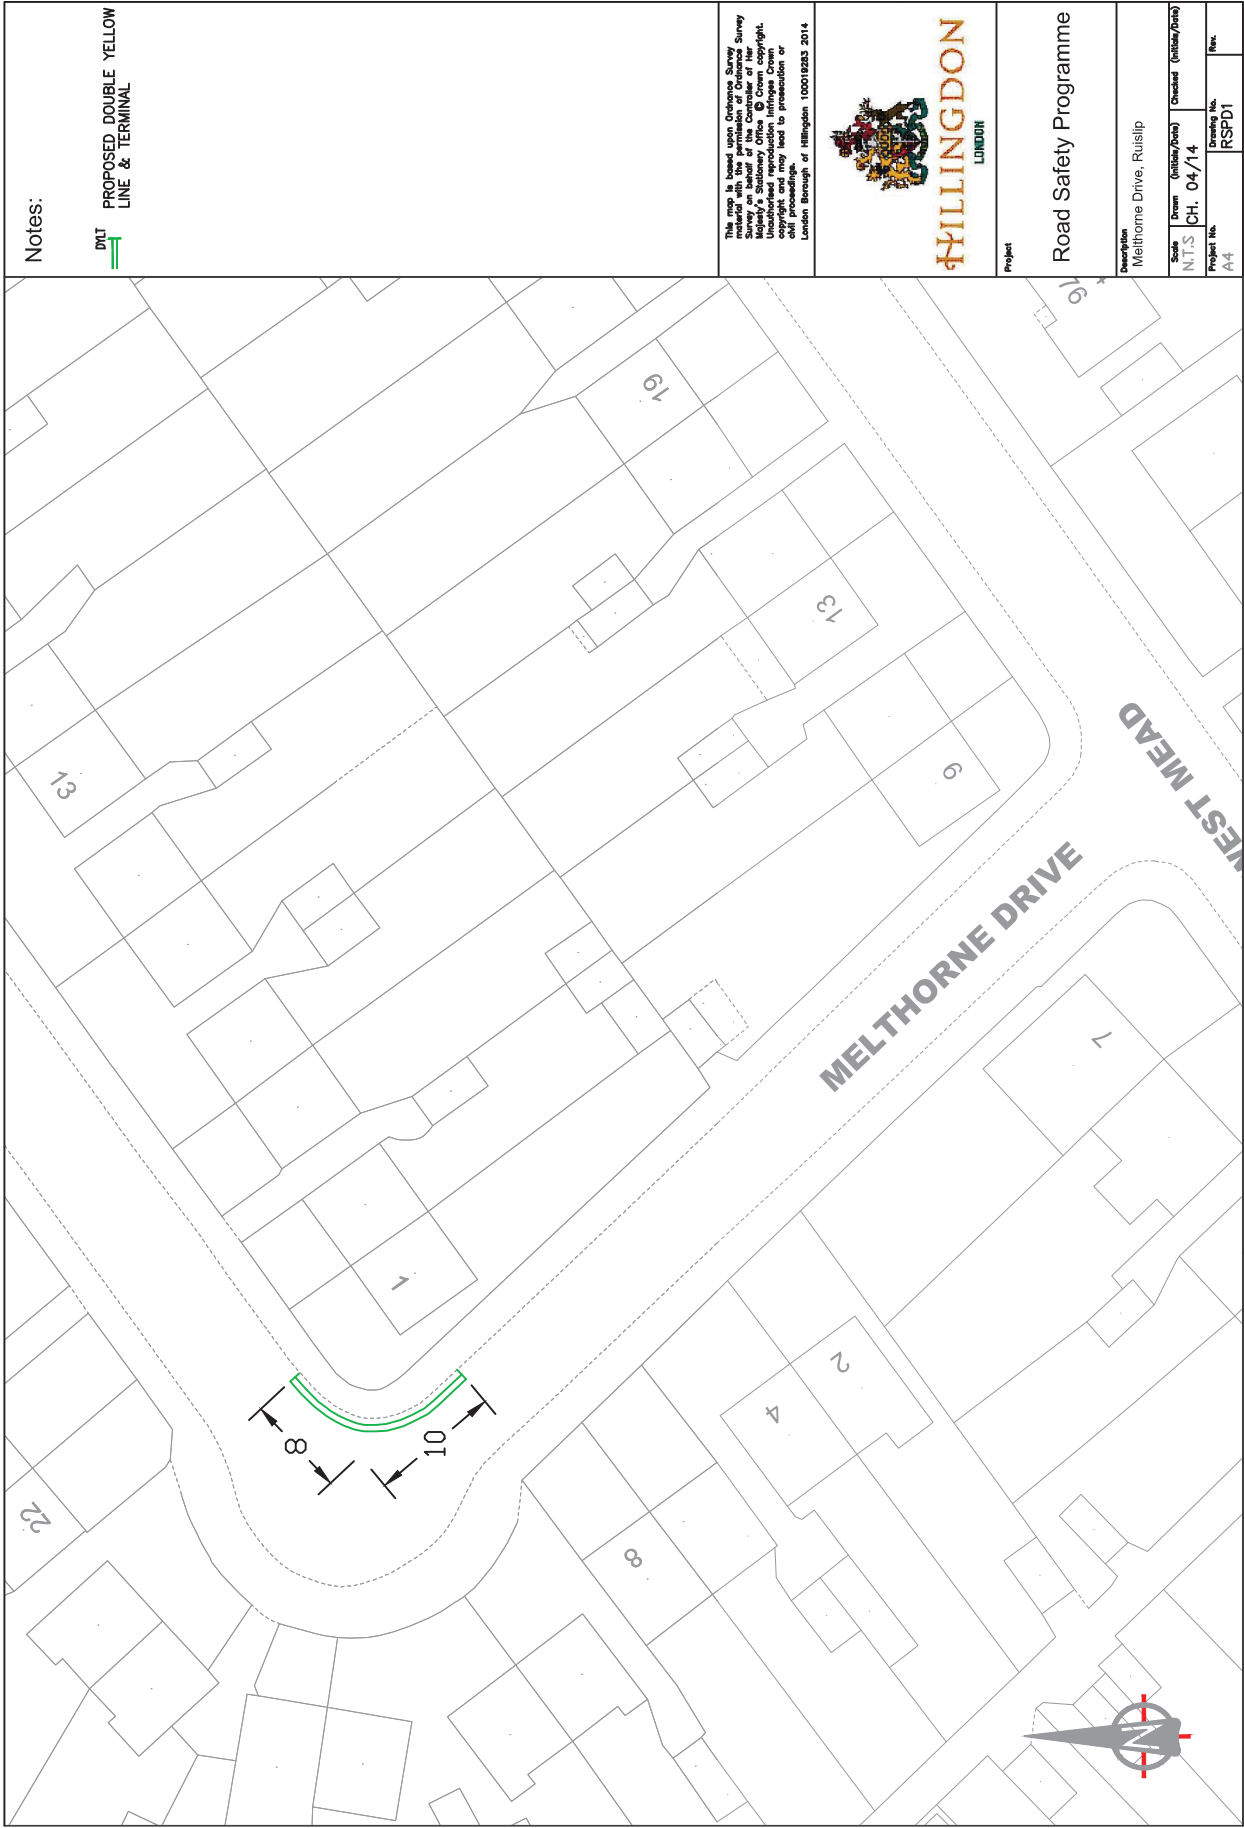 Notes:
DYLT
PROPOSED DOUBLE YELLOW
LINE & TERMINAL
This map is based upon Ordnance Survey
material with the permission of Ordnance Survey
Survey on behalf of the Controller of Her
Majesty's Stationery Office © Crown copyright.
Unauthorised reproduction infringes Crown
copyright and may lead to prosecution or
civil proceedings.
London Borough of Hillingdon 100019283 2014
HILLINGDON
LONDON
Project
Road Safety Programme
Description
Melthorne Drive, Ruislip
Scale
N.T.S
Drawn (Initials/Date)
CH. 04/14
Checked (Initials/Date)
Project No.
A4
Drawing No.
RSPD1
Rev.
76
19
13
13
9
WEST MEAD
MELTHORNE DRIVE
7
1
2
4
8
10
8
22
N